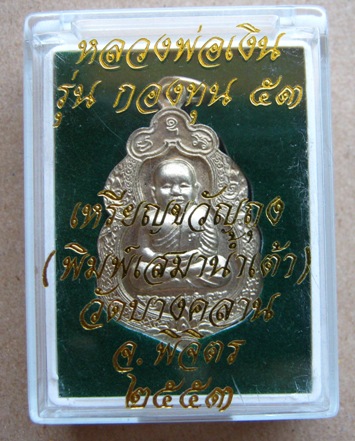 หลวงพ่อเงิน
รุ่น กองทุน ๕๓
เหรียญขวัญถุง
(พิมพ์เสมาน้ำเต้า)
วัดบางคลาน
จ. พิจิตร
๒๕๕๓